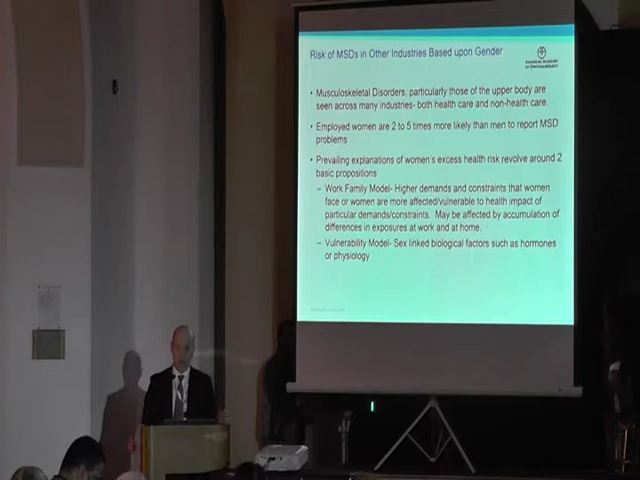 Risk of MSDs in Other Industries Based upon Gender
AMERICAN ACADEMY
OF OPHTHALMOLOGY
• Musculoskeletal Disorders, particularly those of the upper body are
seen across many industries- both health care and non-health care.
• Employed women are 2 to 5 times more likely than men to report MSD
problems
• Prevailing explanations of women's excess health risk revolve around 2
basic propositions
– Work Family Model- Higher demands and constraints that women
face or women are more affected/vulnerable to health impact of
particular demands/constraints. May be affected by accumulation of
differences in exposures at work and at home.
– Vulnerability Model- Sex linked biological factors such as hormones
or physiology